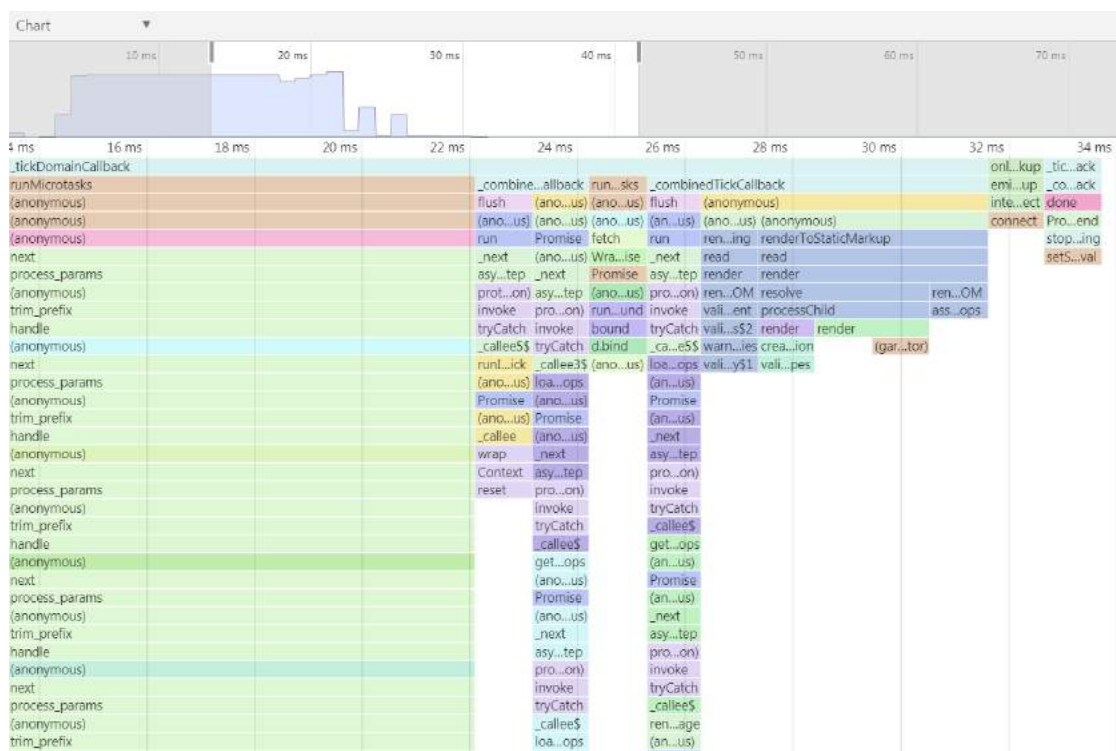 Chart ▼
10 ms 20 ms 30 ms 40 ms 50 ms 60 ms 70 ms
4 ms 16 ms 18 ms 20 ms 22 ms 24 ms 26 ms 28 ms 30 ms 32 ms 34 ms
_tickDomainCallback onl...kup _tic...ack
runMicrotasks _combine...allback run...sks _combinedTickCallback emi...up _co...ack
(anonymous) flush (ano...us) (ano...us) flush (anonymous) inte...ect done
(anonymous) (ano...us) (ano...us) (ano...us) (an...us) (ano...us) (anonymous) connect Pro...end
(anonymous) run Promise fetch run ren...ing renderToStaticMarkup stop...ing
next _next (ano...us) Wra...ise _next read read setS...val
process_params asy...tep _next Promise asy...tep render render
(anonymous) prot...on) asy...tep (ano...us) pro...on) ren...OM resolve ren...OM
trim_prefix invoke pro...on) run...und invoke vali...ent processChild ass...ops
handle tryCatch invoke bound tryCatch vali...s$2 render render
(anonymous) _callee5$ tryCatch d.bind _ca...e5$ warn...ies crea...ion (gar...tor)
next runI...ick _callee3$ (ano...us) loa...ops vali...y$1 vali...pes
process_params (ano...us) loa...ops (an...us)
(anonymous) Promise (ano...us) Promise
trim_prefix (ano...us) Promise (an...us)
handle _callee (ano...us) _next
(anonymous) wrap _next asy...tep
next Context asy...tep pro...on)
process_params reset pro...on) invoke
(anonymous) invoke tryCatch
trim_prefix tryCatch _callee$
handle _callee$ get...ops
(anonymous) get...ops (an...us)
next (ano...us) Promise
process_params Promise (an...us)
(anonymous) (ano...us) _next
trim_prefix _next asy...tep
handle asy...tep pro...on)
(anonymous) pro...on) invoke
next invoke tryCatch
process_params tryCatch _callee$
(anonymous) _callee$ ren...age
trim_prefix loa...ops (an...us)